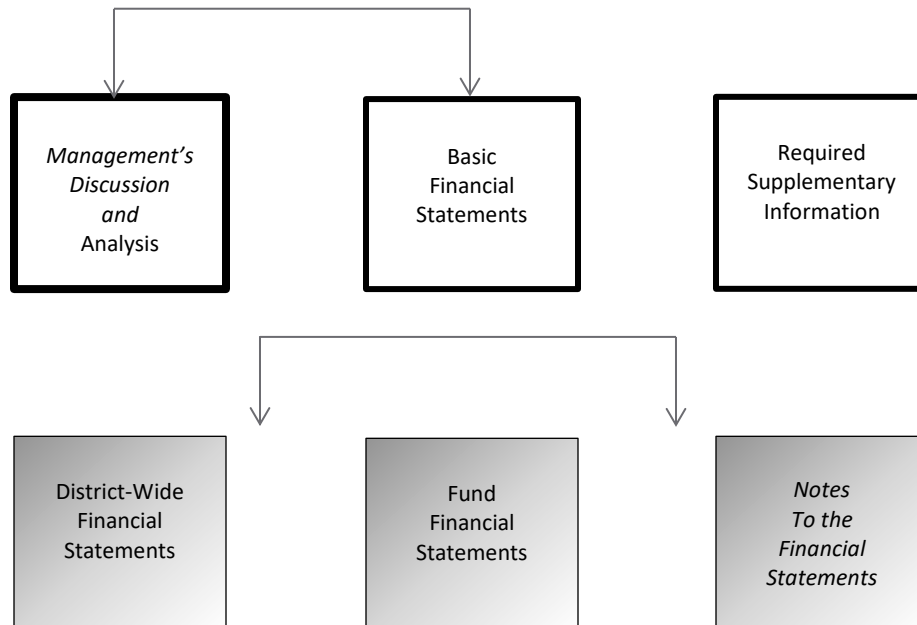 Management’s
Discussion
and
Analysis
Basic
Financial
Statements
Required
Supplementary
Information
District-Wide
Financial
Statements
Fund
Financial
Statements
Notes
To the
Financial
Statements